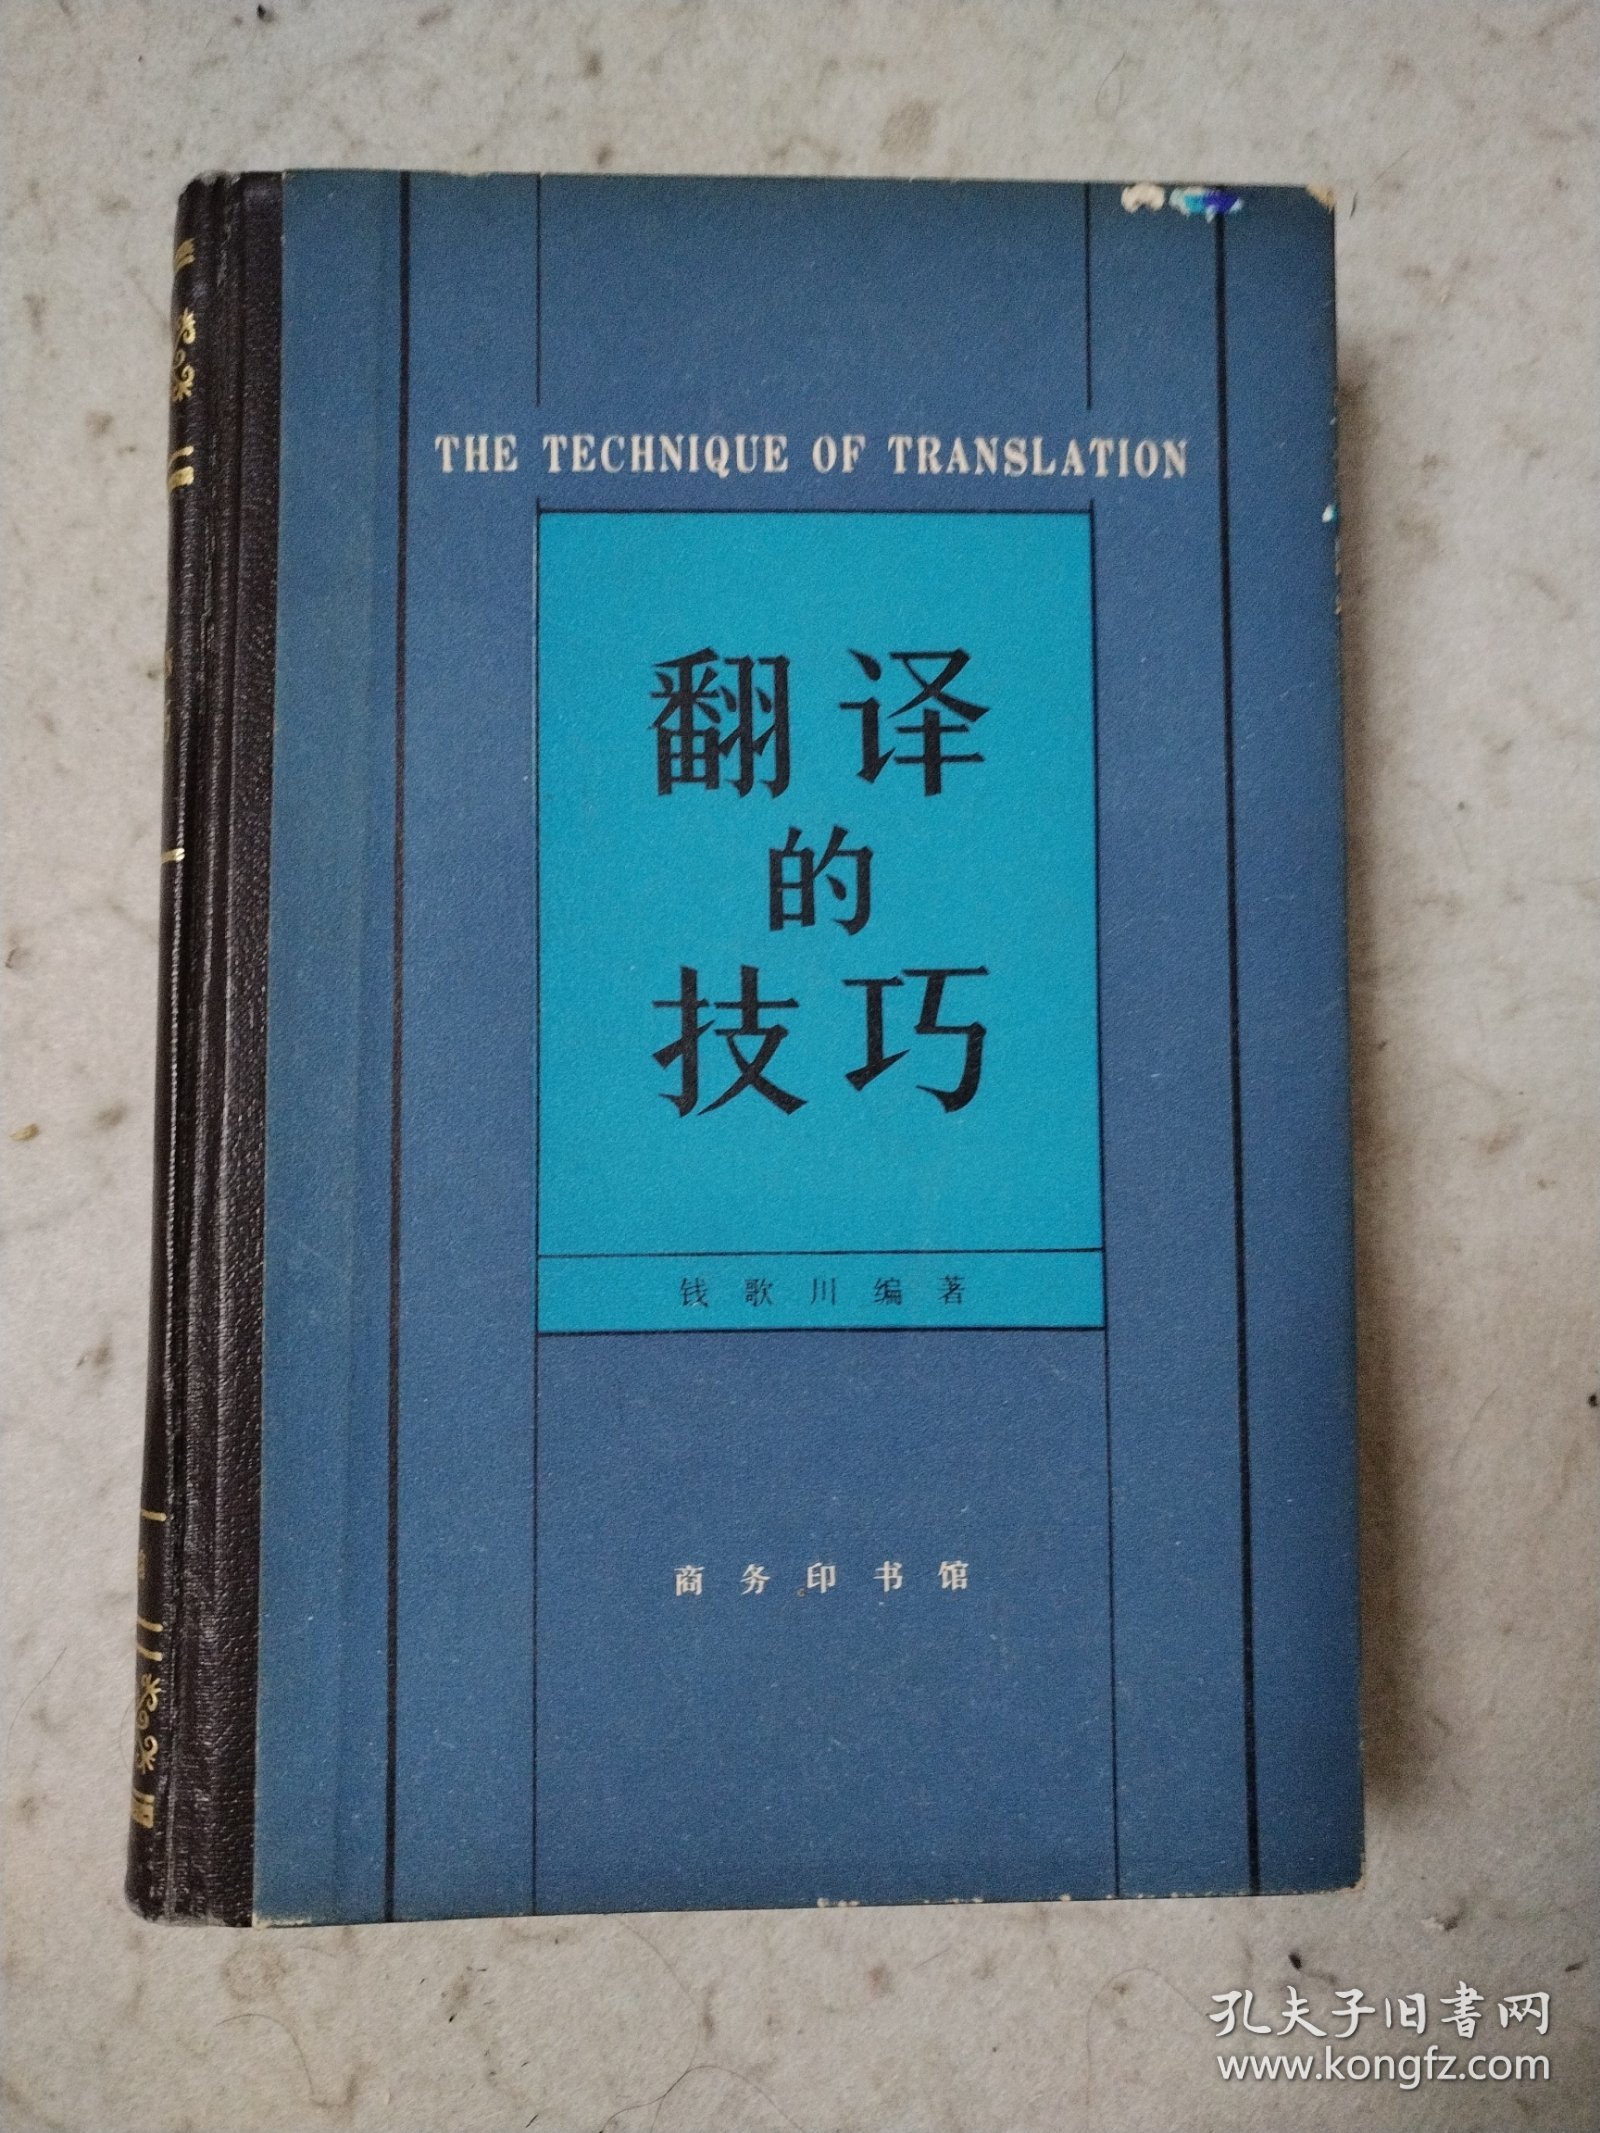 THE TECHNIQUE OF TRANSLATION
翻译
的
技巧
钱歌川编著
商务印书馆
孔夫子旧书网
www.kongfz.com